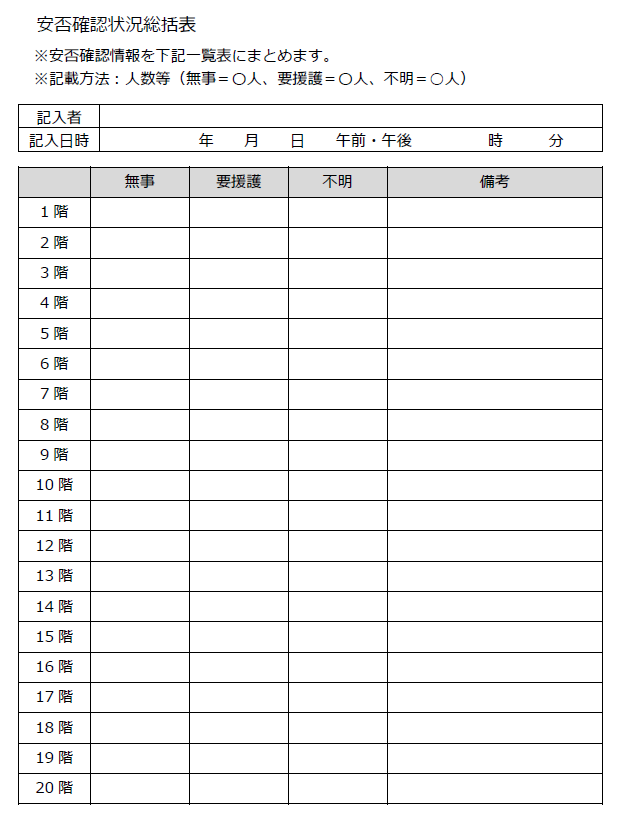 安否確認状況総括表
※安否確認情報を下記一覧表にまとめます。
※記載方法：人数等（無事＝〇人、要援護＝〇人、不明＝○人）
記入者
記入日時 年 月 日 午前・午後 時 分
無事 要援護 不明 備考
1 階
2 階
3 階
4 階
5 階
6 階
7 階
8 階
9 階
10 階
11 階
12 階
13 階
14 階
15 階
16 階
17 階
18 階
19 階
20 階